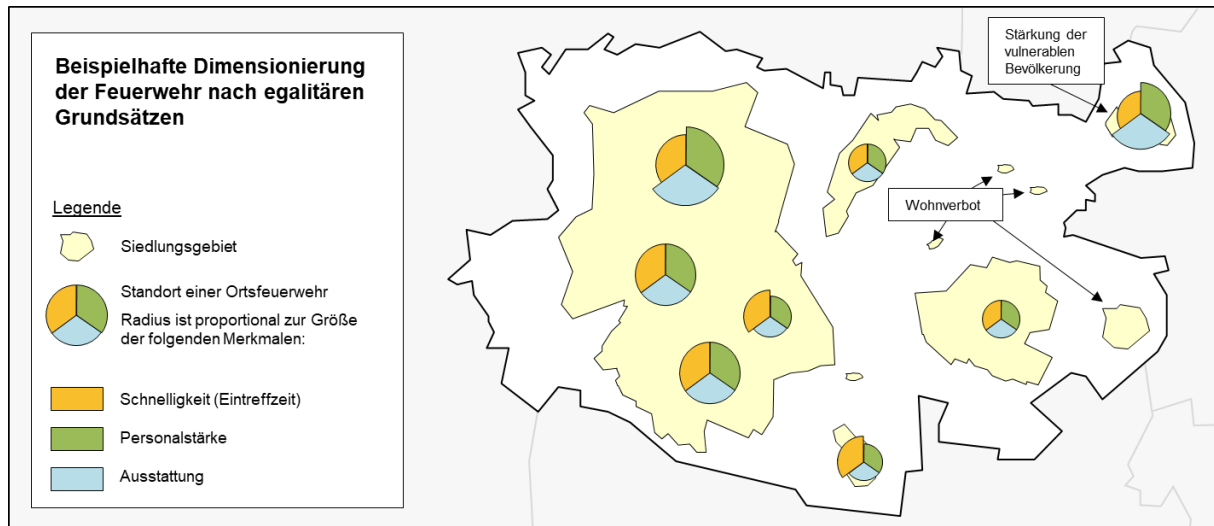 Beispielhafte Dimensionierung
der Feuerwehr nach egalitären
Grundsätzen
Legende
Siedlungsgebiet
Standort einer Ortsfeuerwehr
Radius ist proportional zur Größe
der folgenden Merkmalen:
Schnelligkeit (Eintreffzeit)
Personalstärke
Ausstattung
Stärkung der
vulnerablen
Bevölkerung
Wohnverbot